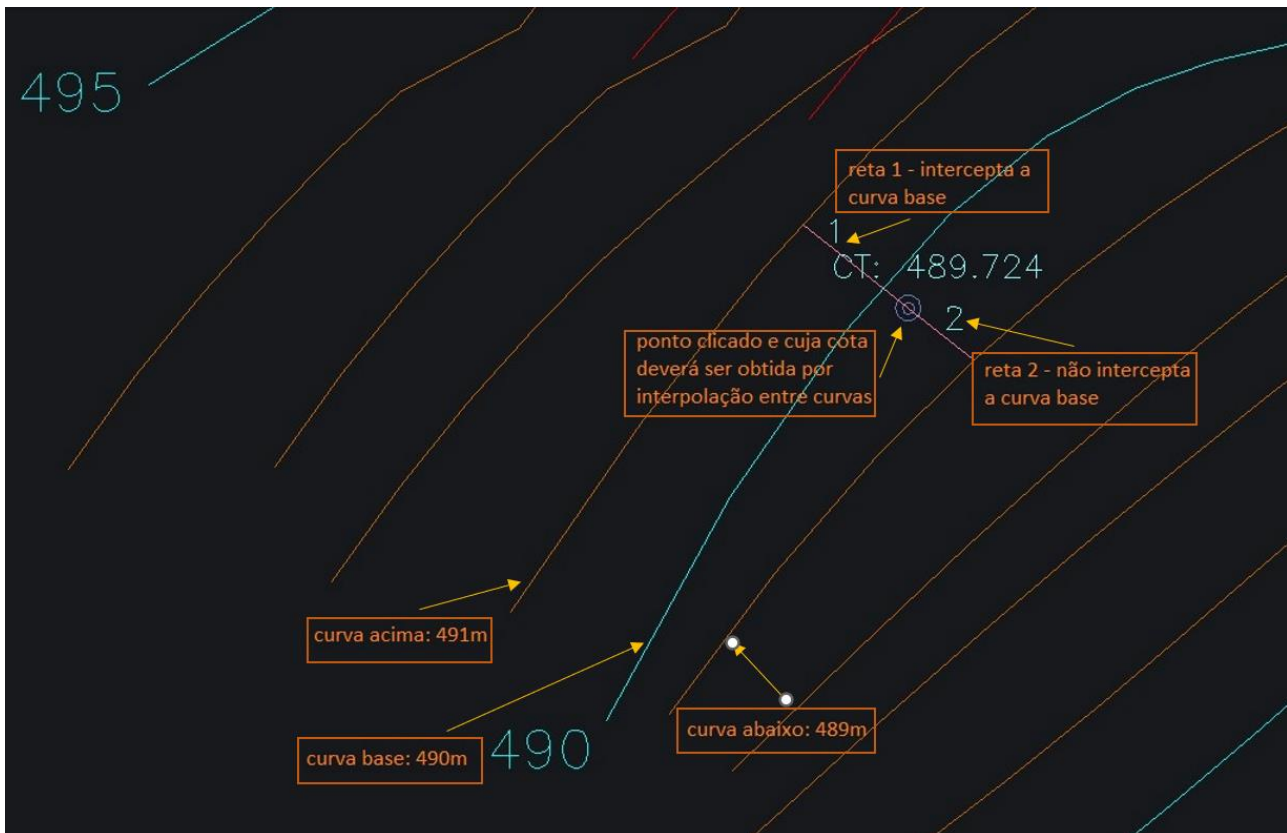 495
reta 1 - intercepta a
curva base
1
CT: 489.724
2
ponto clicado e cuja cota
deverá ser obtida por
interpolação entre curvas
reta 2 - não intercepta
a curva base
curva acima: 491m
curva abaixo: 489m
curva base: 490m
490